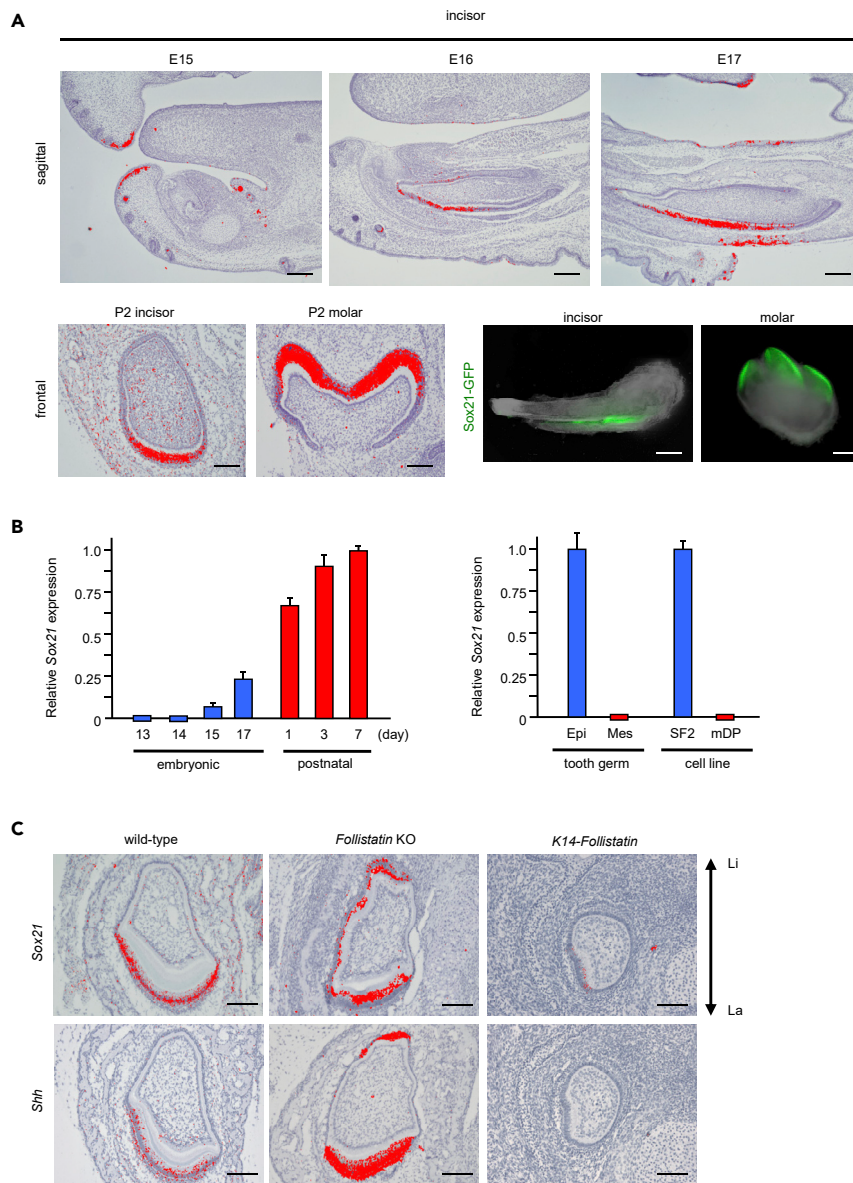 A
incisor
E15 E16 E17
sagittal
P2 incisor P2 molar incisor molar
frontal
Sox21-GFP
B
Relative Sox21 expression
1.0
0.75
0.5
0.25
0
13 14 15 17 1 3 7 (day)
embryonic postnatal
Relative Sox21 expression
1.0
0.75
0.5
0.25
0
Epi Mes SF2 mDP
tooth germ cell line
C
wild-type Follistatin KO K14-Follistatin
Sox21
Li
La
Shh